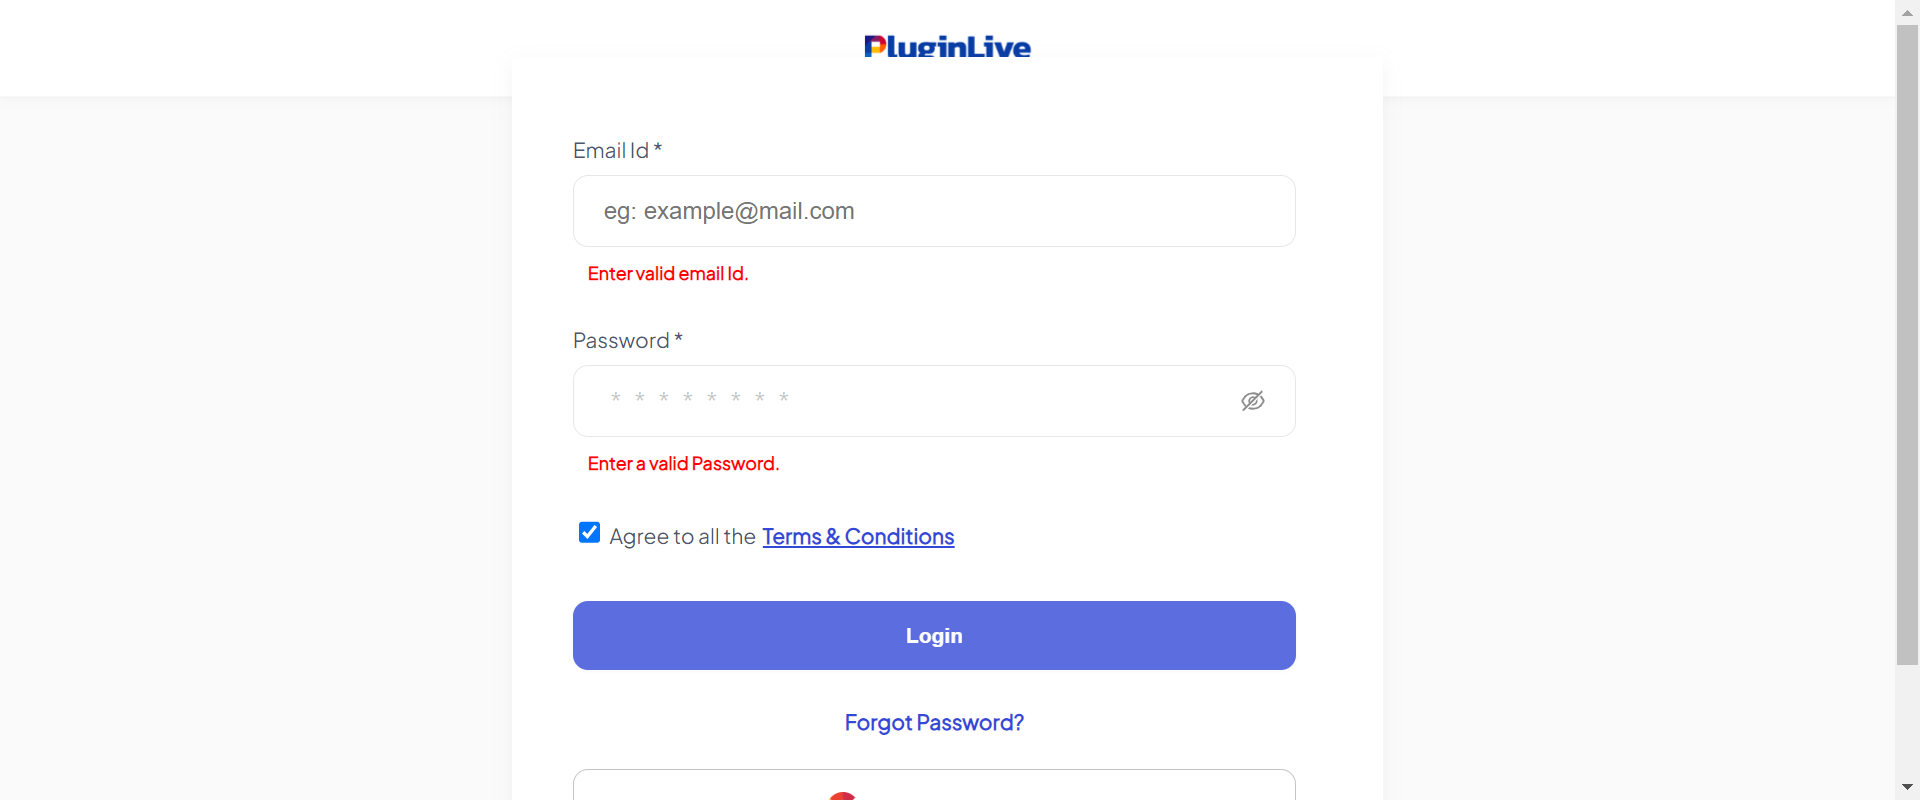 PluginLive
Email Id *
eg: example@mail.com
Enter valid email Id.
Password *
* * * * * * * *
Enter a valid Password.
Agree to all the Terms & Conditions
Login
Forgot Password?